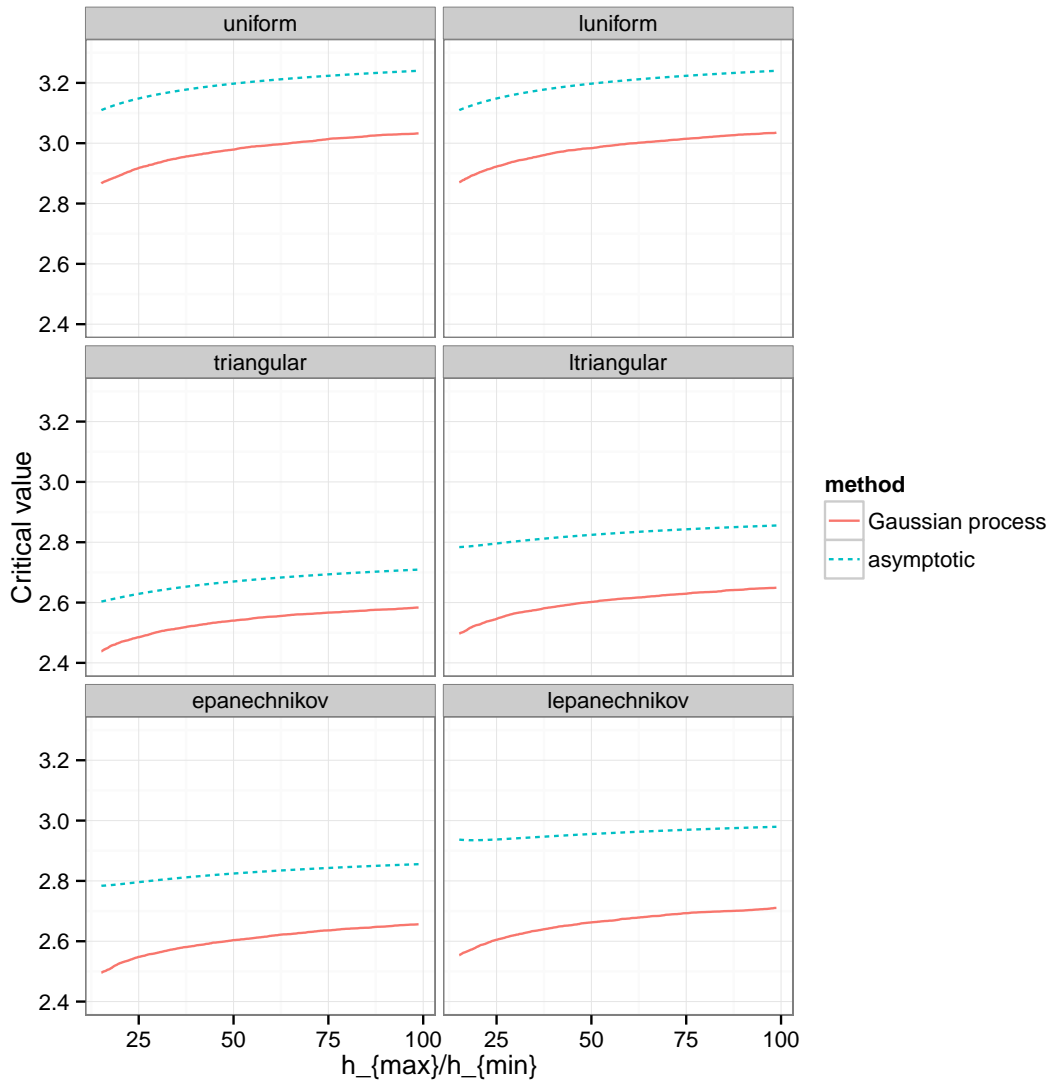 uniform
luniform
3.2
3.0
2.8
2.6
2.4
triangular
ltriangular
3.2
3.0
2.8
2.6
2.4
epanechnikov
lepanechnikov
3.2
3.0
2.8
2.6
2.4
25 50 75 100
25 50 75 100
h_{max}/h_{min}
Critical value
method
Gaussian process
asymptotic